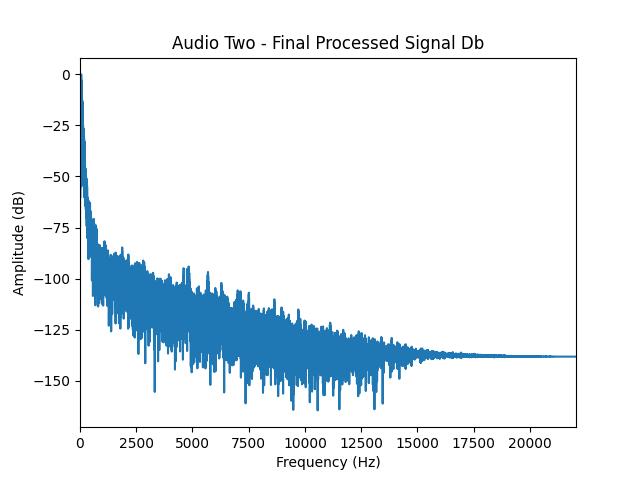 Audio Two - Final Processed Signal Db
0
−25
−50
−75
−100
−125
−150
Amplitude (dB)
0 2500 5000 7500 10000 12500 15000 17500 20000
Frequency (Hz)